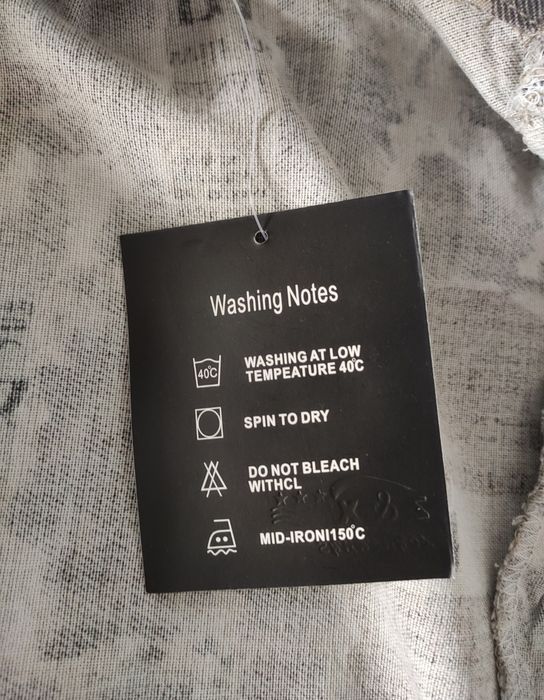 Washing Notes
40°C
WASHING AT LOW
TEMPEATURE 40°C
SPIN TO DRY
DO NOT BLEACH
WITHCL
MID-IRONI150°C